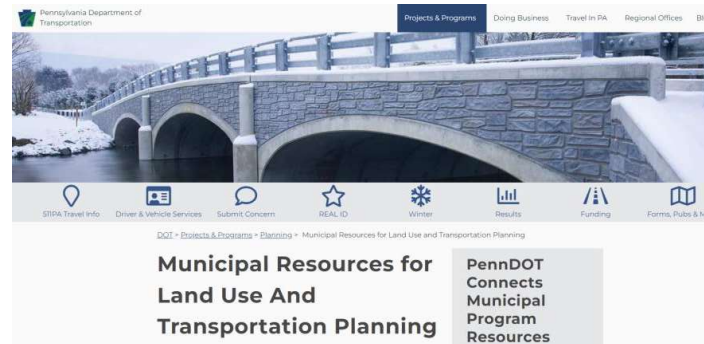 Pennsylvania Department of
Transportation
Projects & Programs
Doing Business
Travel In PA
Regional Offices
511PA Travel Info
Driver & Vehicle Services
Submit Concern
REAL ID
Winter
Results
Funding
Forms, Pubs &
DOT > Projects & Programs > Planning > Municipal Resources for Land Use and Transportation Planning
Municipal Resources for
Land Use And
Transportation Planning
PennDOT
Connects
Municipal
Program
Resources